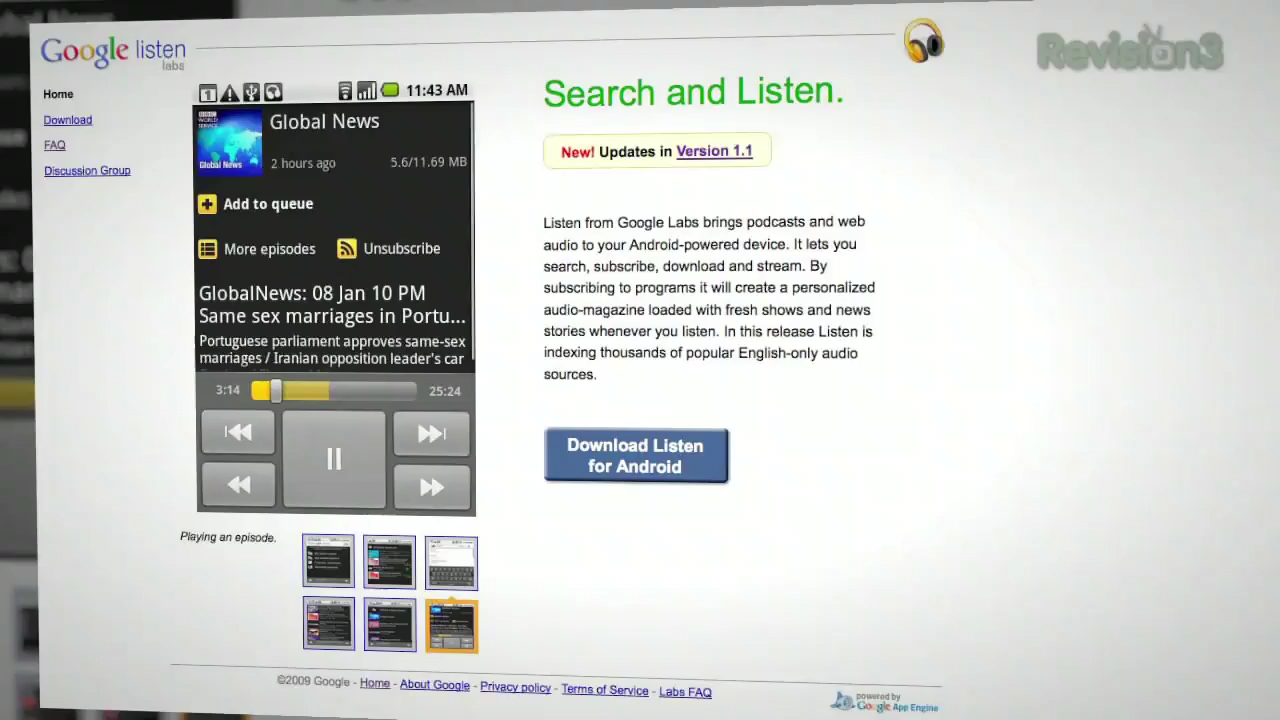 Google listen
labs
Revision3
Home
Download
FAQ
Discussion Group
1
11:43 AM
BBC
WORLD
SERVICE
Global News
Global News
2 hours ago
5.6/11.69 MB
Add to queue
More episodes
Unsubscribe
GlobalNews: 08 Jan 10 PM
Same sex marriages in Portu...
Portuguese parliament approves same-sex
marriages / Iranian opposition leader's car
3:14
25:24
Playing an episode.
Search and Listen.
New! Updates in Version 1.1
Listen from Google Labs brings podcasts and web
audio to your Android-powered device. It lets you
search, subscribe, download and stream. By
subscribing to programs it will create a personalized
audio-magazine loaded with fresh shows and news
stories whenever you listen. In this release Listen is
indexing thousands of popular English-only audio
sources.
Download Listen
for Android
©2009 Google - Home - About Google - Privacy policy - Terms of Service - Labs FAQ
powered by
Google App Engine